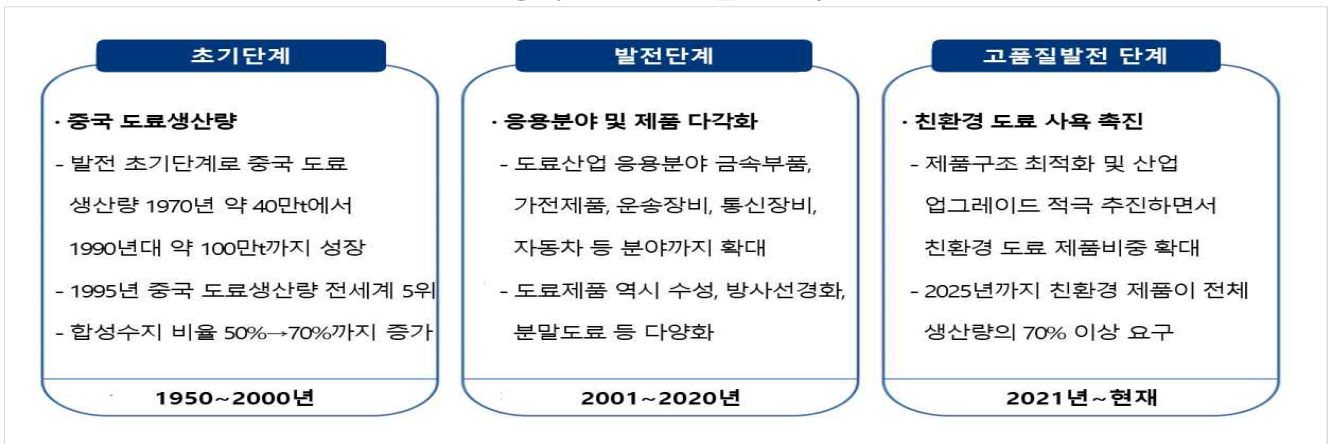 초기단계
· 중국 도료생산량
- 발전 초기단계로 중국 도료
생산량 1970년 약 40만t에서
1990년대 약 100만t까지 성장
- 1995년 중국 도료생산량 전세계 5위
- 합성수지 비율 50%→70%까지 증가
1950~2000년
발전단계
· 응용분야 및 제품 다각화
- 도료산업 응용분야 금속부품,
가전제품, 운송장비, 통신장비,
자동차 등 분야까지 확대
- 도료제품 역시 수성, 방사선경화,
분말도료 등 다양화
2001~2020년
고품질발전 단계
· 친환경 도료 사욕 촉진
- 제품구조 최적화 및 산업
업그레이드 적극 추진하면서
친환경 도료 제품비중 확대
- 2025년까지 친환경 제품이 전체
생산량의 70% 이상 요구
2021년~현재